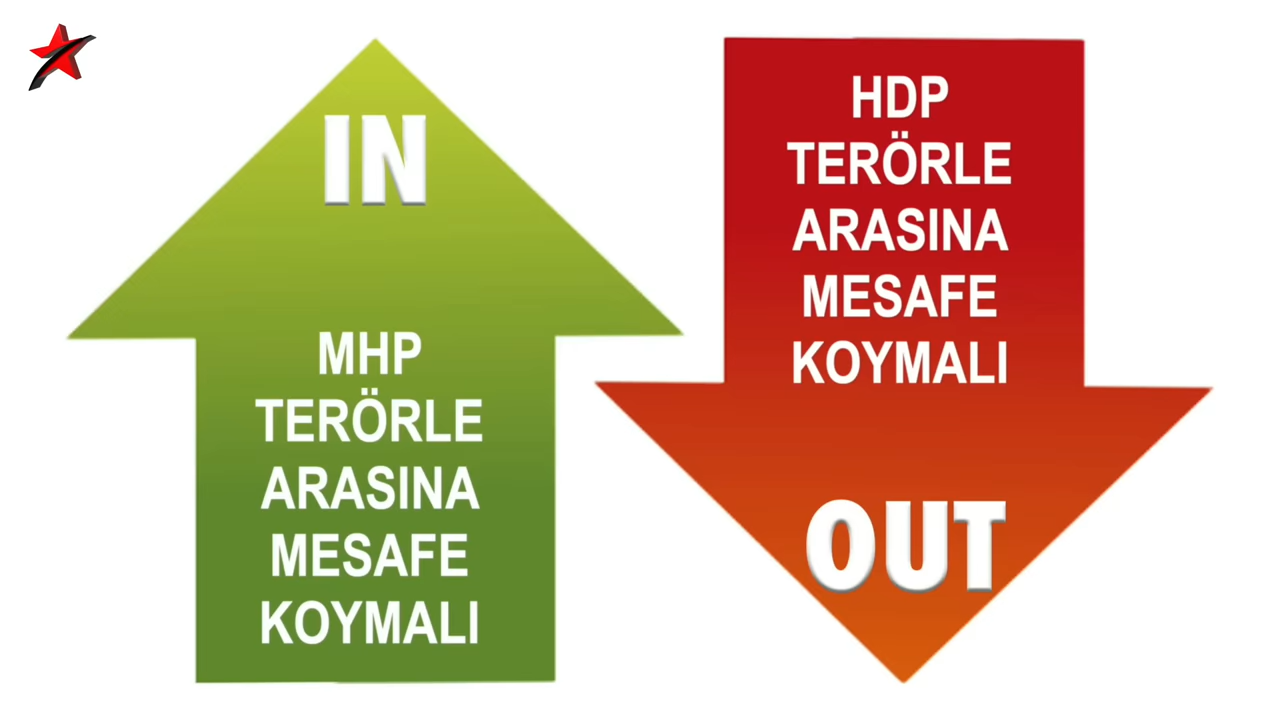 IN
MHP
TERÖRLE
ARASINA
MESAFE
KOYMALI
HDP
TERÖRLE
ARASINA
MESAFE
KOYMALI
OUT